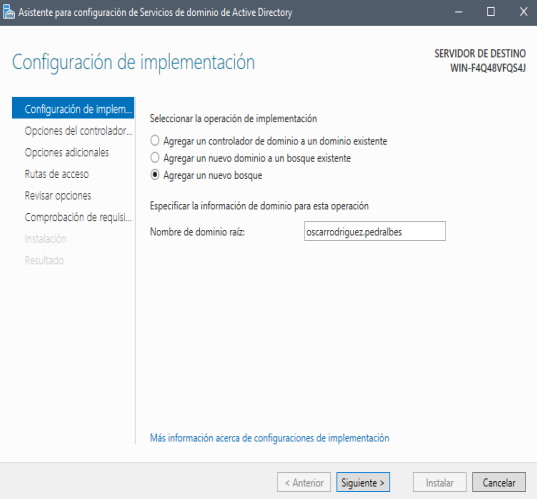 Asistente para configuración de Servicios de dominio de Active Directory
Configuración de implementación
SERVIDOR DE DESTINO
WIN-F4Q48VFQS4J
Configuración de implem...
Opciones del controlador...
Opciones adicionales
Rutas de acceso
Revisar opciones
Comprobación de requisi...
Instalación
Resultado
Seleccionar la operación de implementación
Agregar un controlador de dominio a un dominio existente
Agregar un nuevo dominio a un bosque existente
Agregar un nuevo bosque
Especificar la información de dominio para esta operación
Nombre de dominio raíz: oscarrodriguez.pedralbes
Más información acerca de configuraciones de implementación
< Anterior Siguiente > Instalar Cancelar